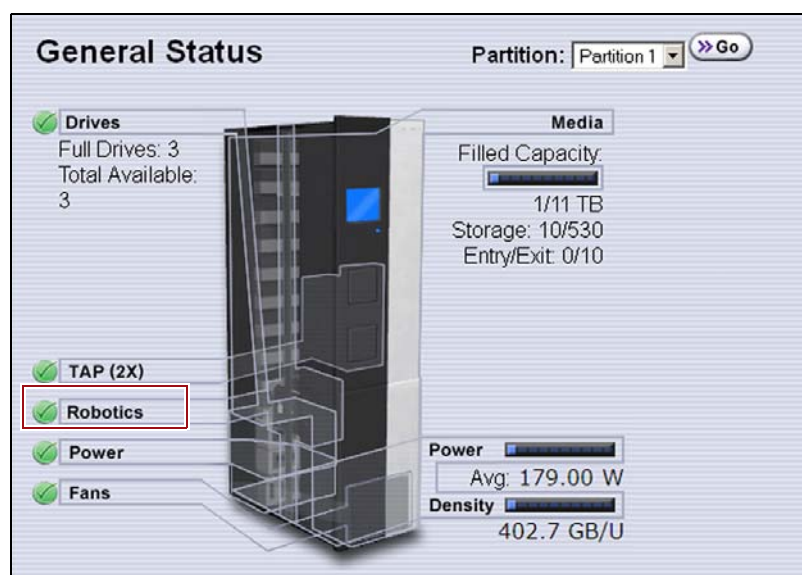 General Status
Partition: Partition 1 Go
Drives
Full Drives: 3
Total Available:
3
Media
Filled Capacity:
1/11 TB
Storage: 10/530
Entry/Exit: 0/10
TAP (2X)
Robotics
Power
Fans
Power
Avg: 179.00 W
Density
402.7 GB/U